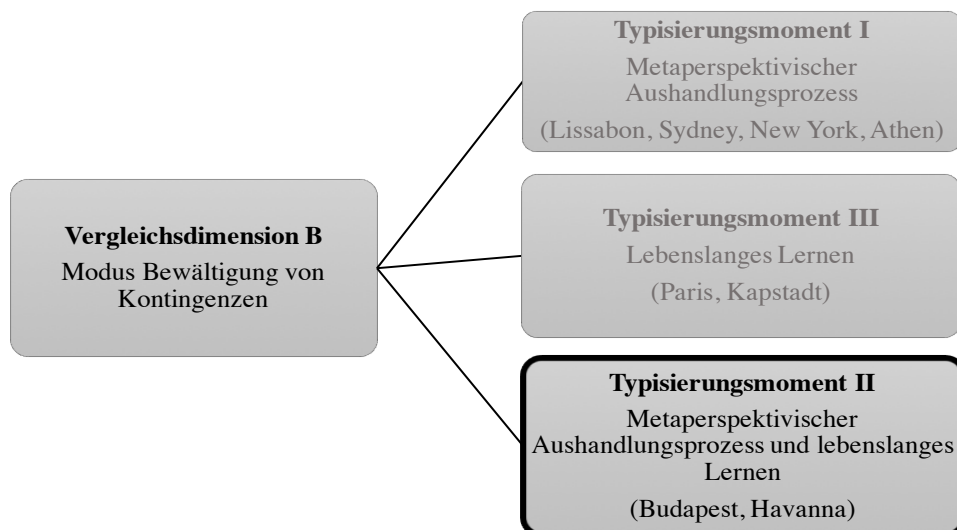 Typisierungsmoment I
Metaperspektivischer
Aushandlungsprozess
(Lissabon, Sydney, New York, Athen)
Vergleichsdimension B
Modus Bewältigung von
Kontingenzen
Typisierungsmoment III
Lebenslanges Lernen
(Paris, Kapstadt)
Typisierungsmoment II
Metaperspektivischer
Aushandlungsprozess und lebenslanges
Lernen
(Budapest, Havanna)